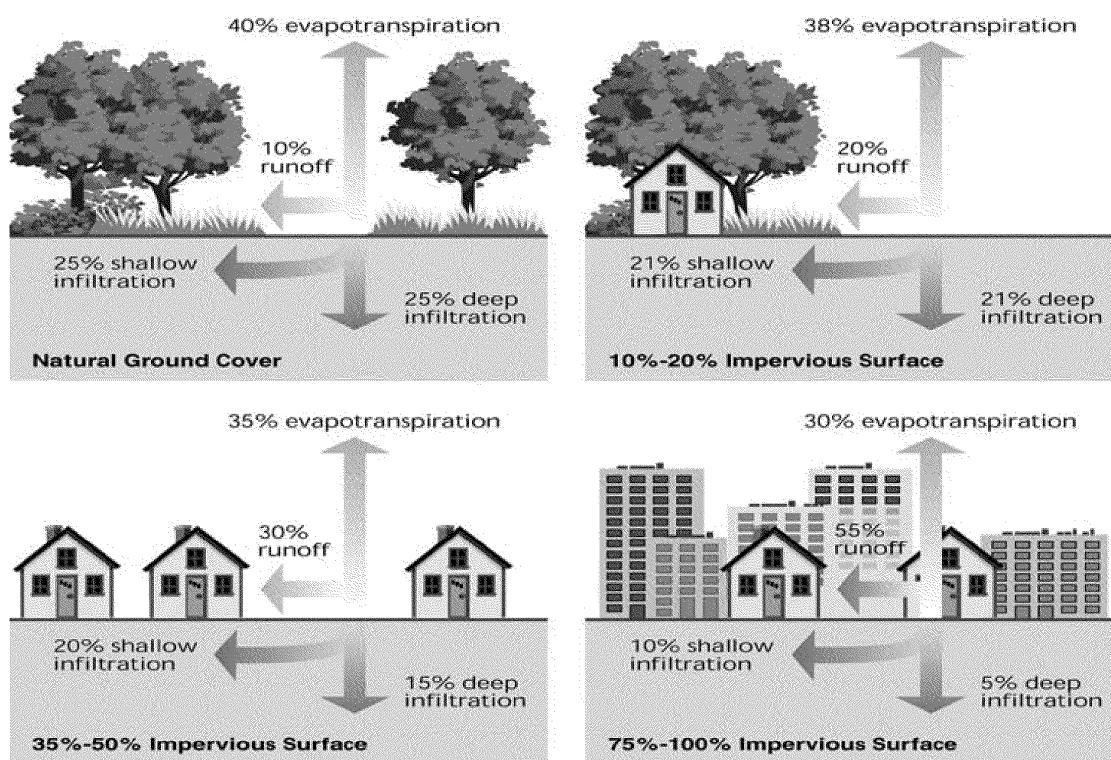 40% evapotranspiration
10%
runoff
25% shallow
infiltration
25% deep
infiltration
Natural Ground Cover
38% evapotranspiration
20%
runoff
21% shallow
infiltration
21% deep
infiltration
10%-20% Impervious Surface
35% evapotranspiration
30%
runoff
20% shallow
infiltration
15% deep
infiltration
35%-50% Impervious Surface
30% evapotranspiration
55%
runoff
10% shallow
infiltration
5% deep
infiltration
75%-100% Impervious Surface